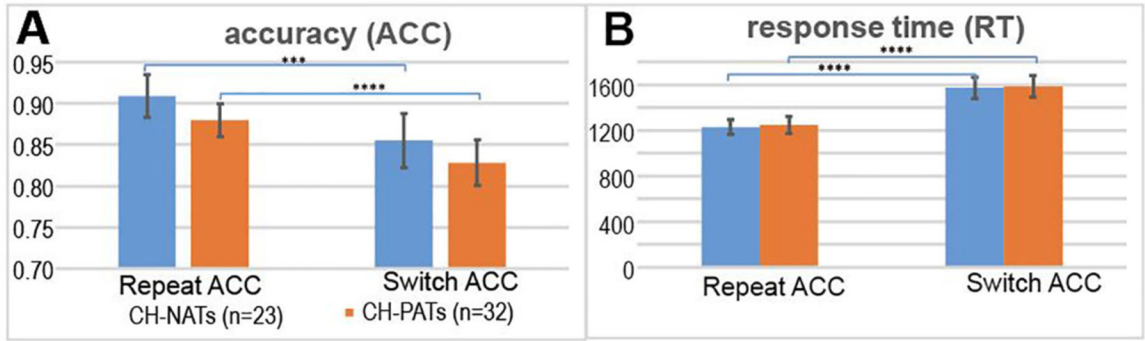 A
accuracy (ACC)
0.95
***
0.90
****
0.85
0.80
0.75
0.70
Repeat ACC
Switch ACC
CH-NATs (n=23)
CH-PATs (n=32)
B
response time (RT)
****
****
1600
1200
800
400
0
Repeat ACC
Switch ACC